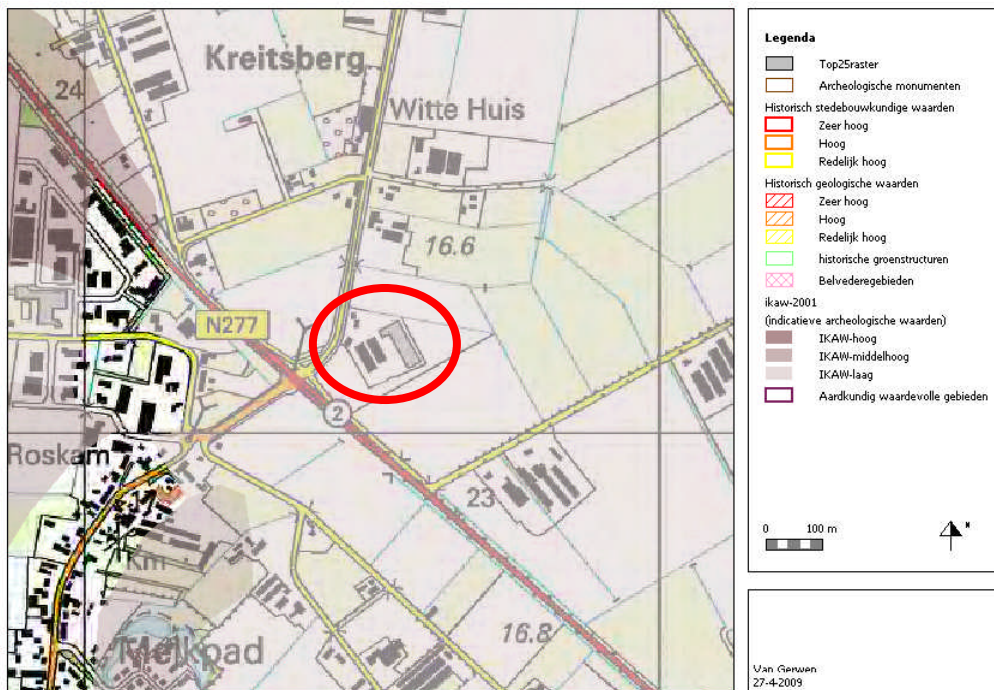 Kreitsberg
24
Witte Huis
16.6
N277
2
Roskam
23
Km
16.8
Legenda
Top25raster
Archeologische monumenten
Historisch stedebouwkundige waarden
Zeer hoog
Hoog
Redelijk hoog
Historisch geologische waarden
Zeer hoog
Hoog
Redelijk hoog
historische groenstructuren
Belvederegebieden
ikaw-2001
(indicatieve archeologische waarden)
IKAW-hoog
IKAW-middelhoog
IKAW-laag
Aardkundig waardevolle gebieden
0 100 m
N
Van Gerwen
27-4-2009